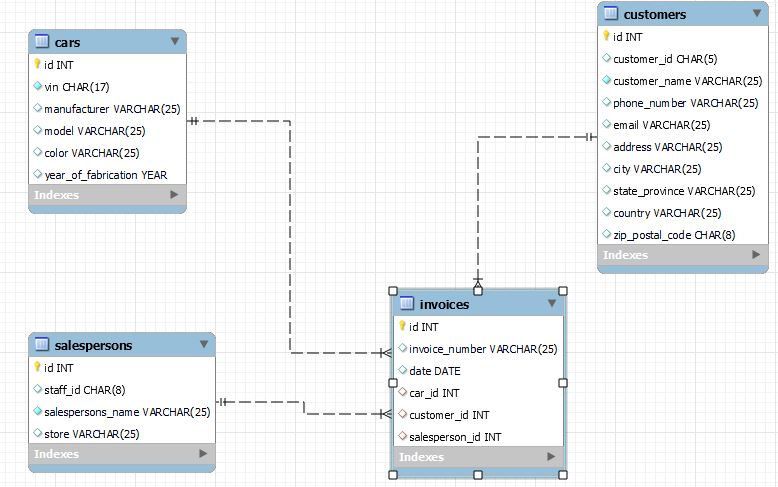 cars
id INT
vin CHAR(17)
manufacturer VARCHAR(25)
model VARCHAR(25)
color VARCHAR(25)
year_of_fabrication YEAR
Indexes
customers
id INT
customer_id CHAR(5)
customer_name VARCHAR(25)
phone_number VARCHAR(25)
email VARCHAR(25)
address VARCHAR(25)
city VARCHAR(25)
state_province VARCHAR(25)
country VARCHAR(25)
zip_postal_code CHAR(8)
Indexes
salespersons
id INT
staff_id CHAR(8)
salespersons_name VARCHAR(25)
store VARCHAR(25)
Indexes
invoices
id INT
invoice_number VARCHAR(25)
date DATE
car_id INT
customer_id INT
salesperson_id INT
Indexes